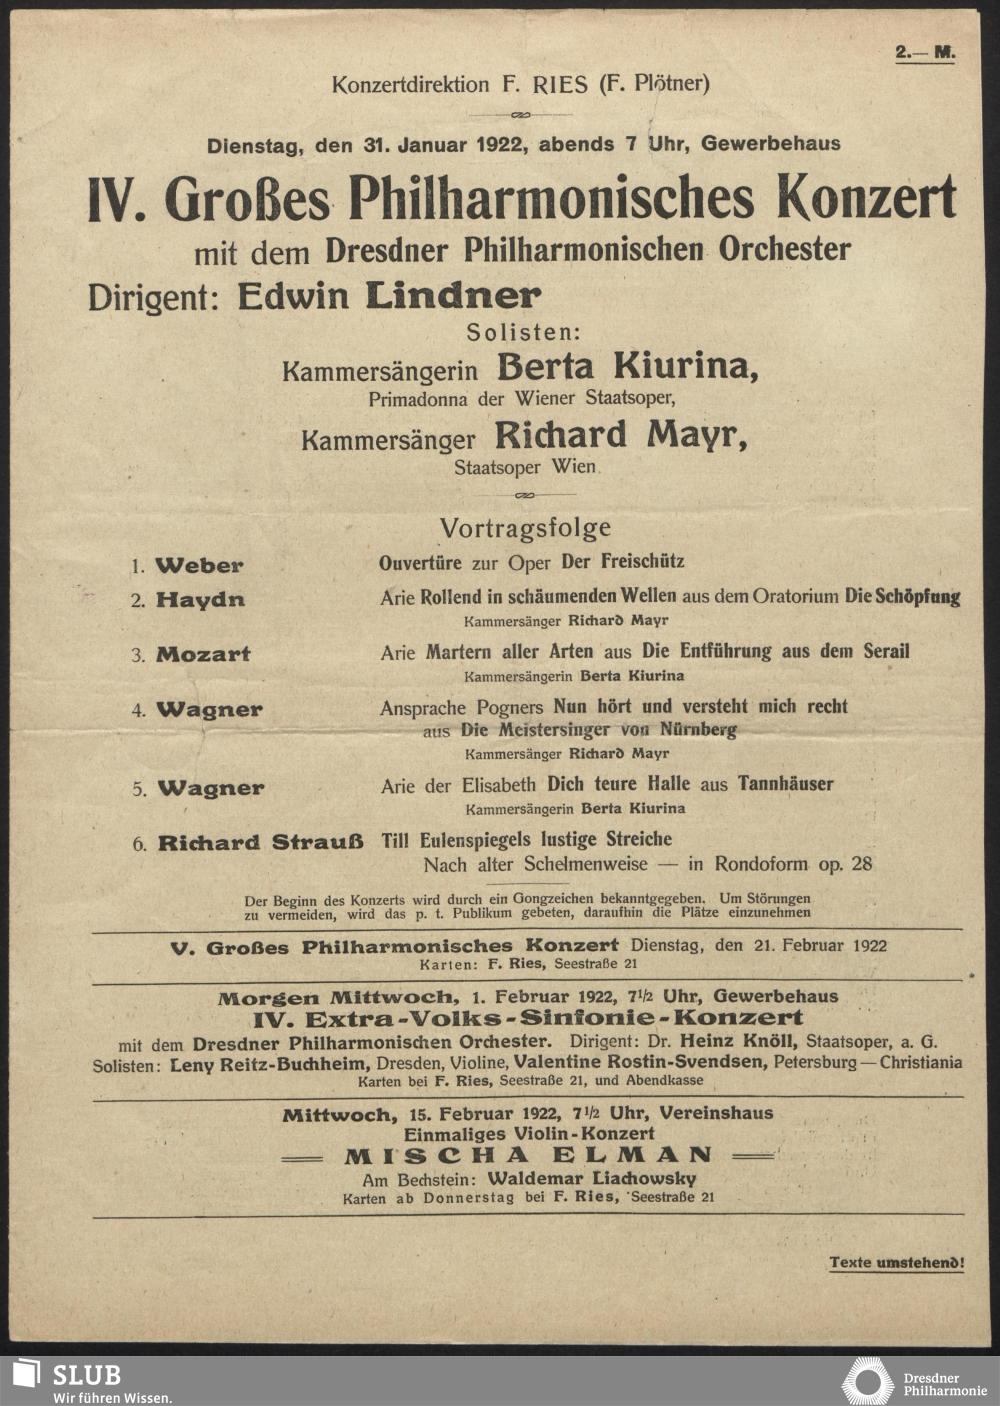 2.— M.
Konzertdirektion F. RIES (F. Plötner)
Dienstag, den 31. Januar 1922, abends 7 Uhr, Gewerbehaus
IV. Großes Philharmonisches Konzert
mit dem Dresdner Philharmonischen Orchester
Dirigent: Edwin Lindner
Solisten:
Kammersängerin Berta Kiurina,
Primadonna der Wiener Staatsoper,
Kammersänger Richard Mayr,
Staatsoper Wien
Vortragsfolge
1. Weber Ouvertüre zur Oper Der Freischütz
2. Haydn Arie Rollend in schäumenden Wellen aus dem Oratorium Die Schöpfung
Kammersänger Richard Mayr
3. Mozart Arie Martern aller Arten aus Die Entführung aus dem Serail
Kammersängerin Berta Kiurina
4. Wagner Ansprache Pogners Nun hört und versteht mich recht
aus Die Meistersinger von Nürnberg
Kammersänger Richard Mayr
5. Wagner Arie der Elisabeth Dich teure Halle aus Tannhäuser
Kammersängerin Berta Kiurina
6. Richard Strauß Till Eulenspiegels lustige Streiche
Nach alter Schelmenweise — in Rondoform op. 28
Der Beginn des Konzerts wird durch ein Gongzeichen bekanntgegeben. Um Störungen
zu vermeiden, wird das p. t. Publikum gebeten, daraufhin die Plätze einzunehmen
V. Großes Philharmonisches Konzert Dienstag, den 21. Februar 1922
Karten: F. Ries, Seestraße 21
Morgen Mittwoch, 1. Februar 1922, 7 1/2 Uhr, Gewerbehaus
IV. Extra-Volks-Sinfonie-Konzert
mit dem Dresdner Philharmonischen Orchester. Dirigent: Dr. Heinz Knöll, Staatsoper, a. G.
Solisten: Leny Reitz-Buchheim, Dresden, Violine, Valentine Rostin-Svendsen, Petersburg — Christiania
Karten bei F. Ries, Seestraße 21, und Abendkasse
Mittwoch, 15. Februar 1922, 7 1/2 Uhr, Vereinshaus
Einmaliges Violin-Konzert
MISCHA ELMAN
Am Bechstein: Waldemar Liachowsky
Karten ab Donnerstag bei F. Ries, Seestraße 21
Texte umstehend!
SLUB
Wir führen Wissen.
Dresdner
Philharmonie